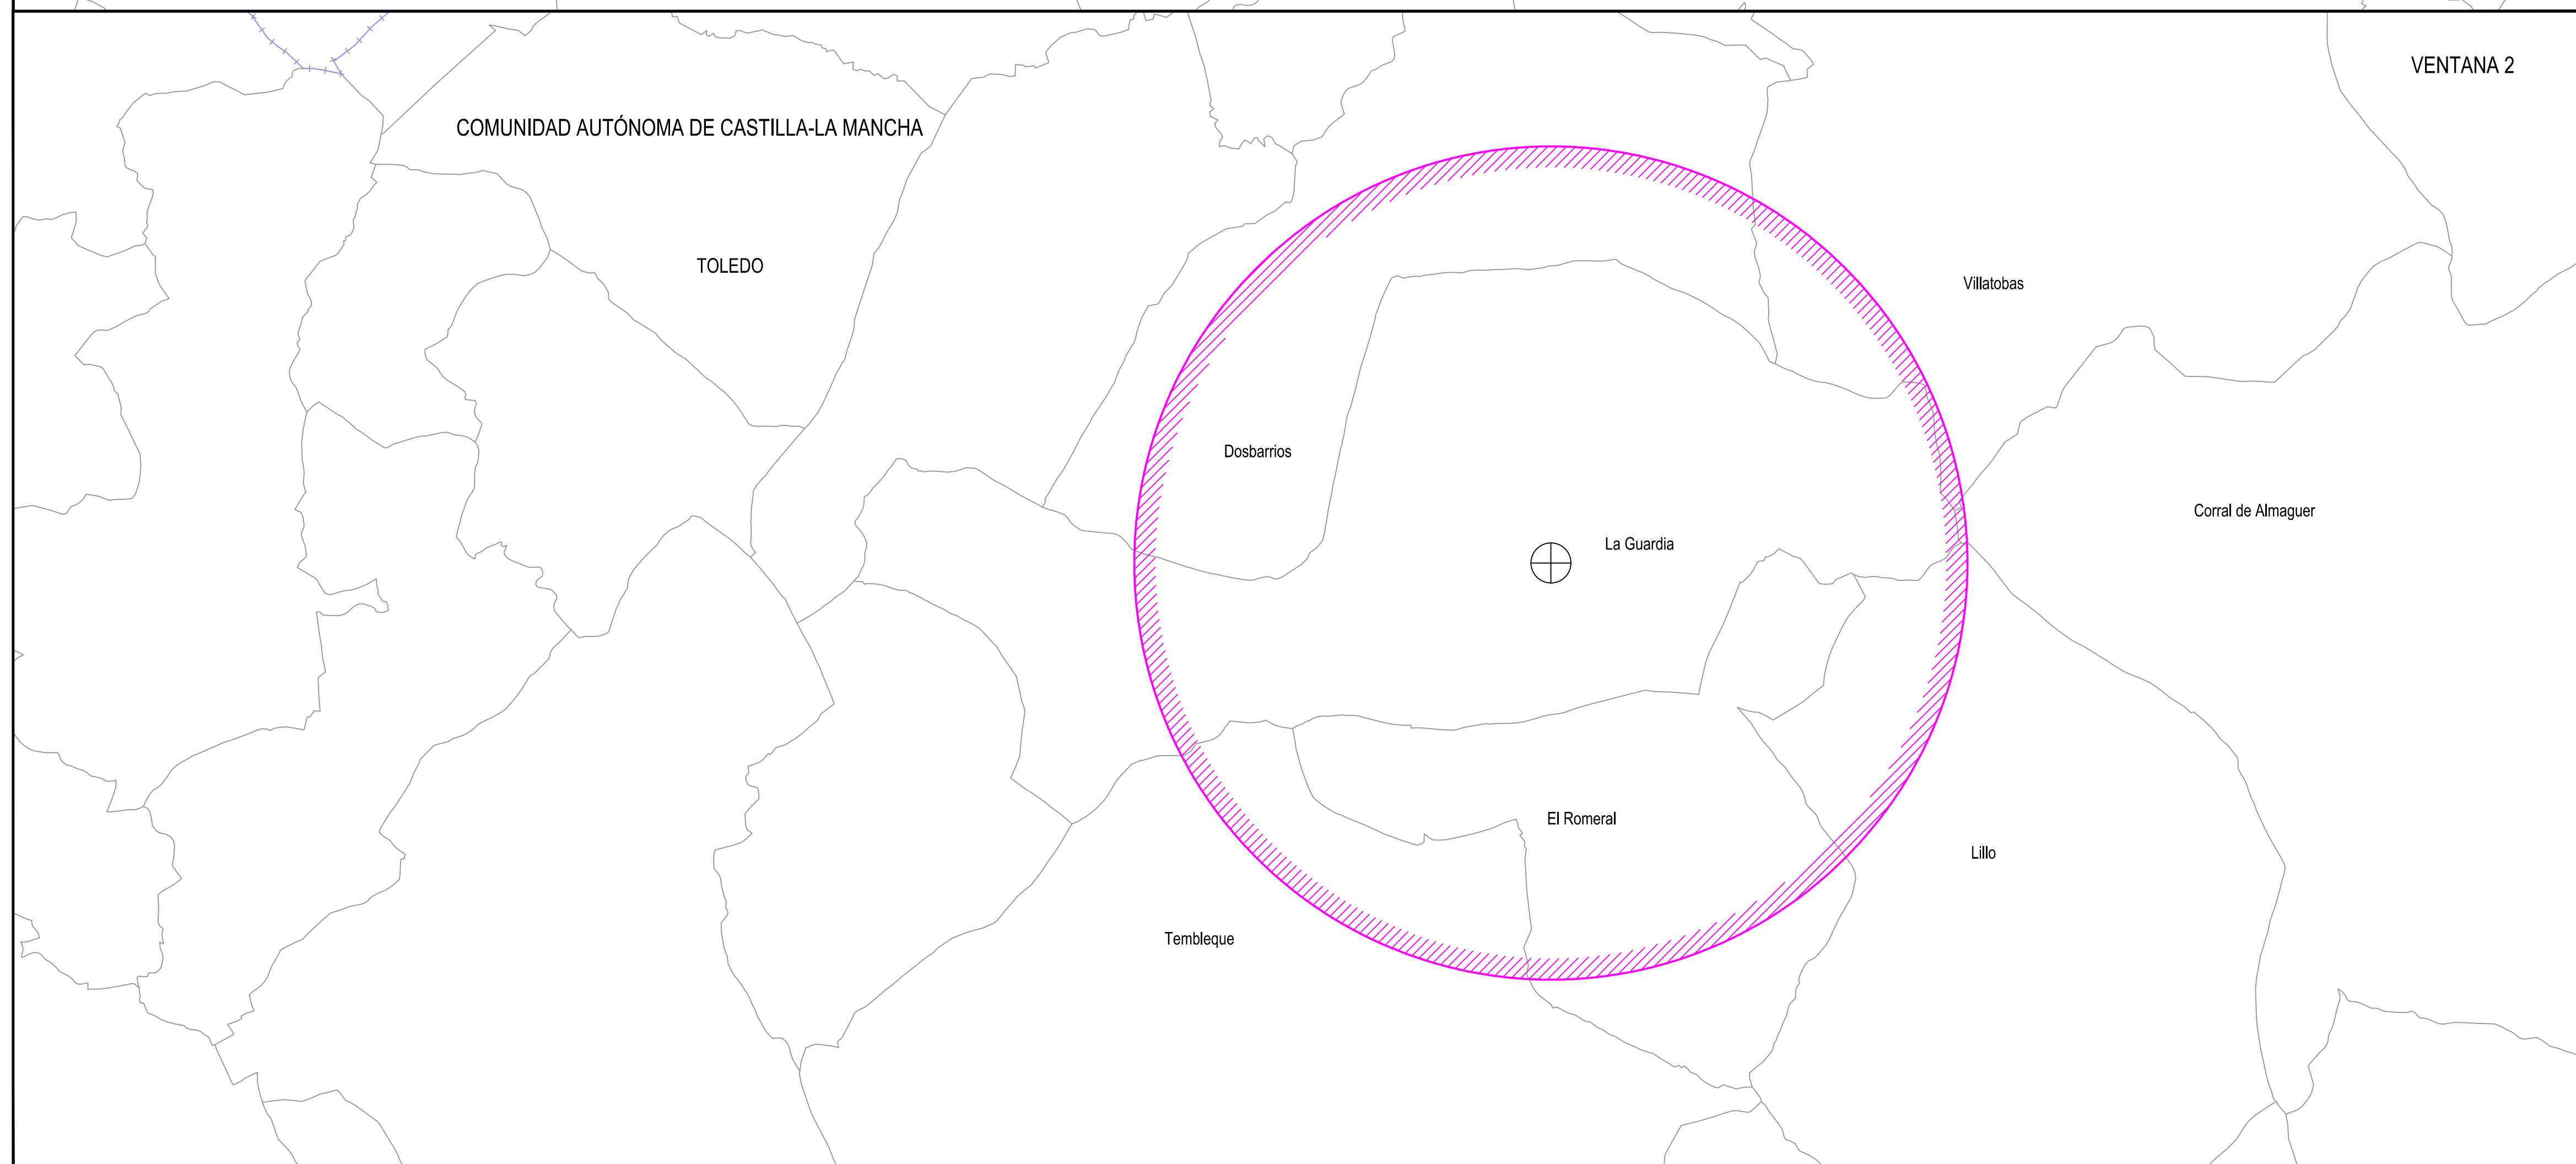 VENTANA 2
COMUNIDAD AUTÓNOMA DE CASTILLA-LA MANCHA
TOLEDO
Villatobas
Dosbarrios
Corral de Almaguer
La Guardia
El Romeral
Lillo
Tembleque